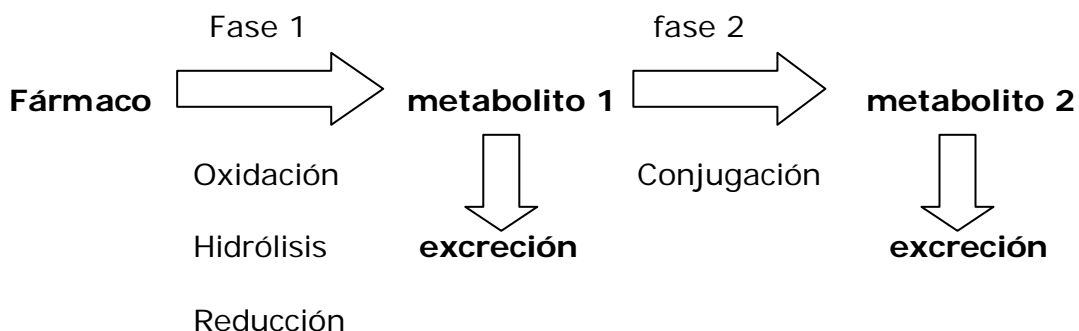 Fase 1 fase 2
Fármaco metabolito 1 metabolito 2
Oxidación Conjugación
Hidrólisis excreción excreción
Reducción